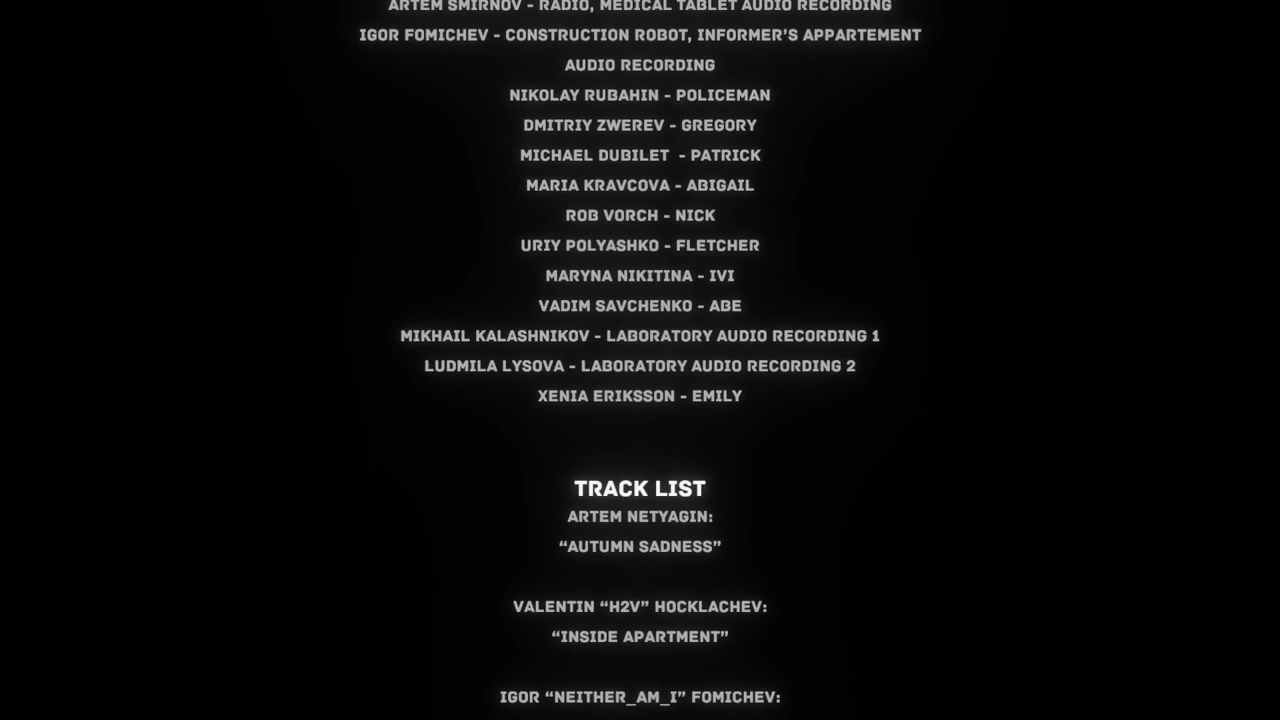 ARTEM SMIRNOV - RADIO, MEDICAL TABLET AUDIO RECORDING
IGOR FOMICHEV - CONSTRUCTION ROBOT, INFORMER'S APPARTEMENT
AUDIO RECORDING
NIKOLAY RUBAHIN - POLICEMAN
DMITRIY ZWEREV - GREGORY
MICHAEL DUBILET - PATRICK
MARIA KRAVCOVA - ABIGAIL
ROB VORCH - NICK
URIY POLYASHKO - FLETCHER
MARYNA NIKITINA - IVI
VADIM SAVCHENKO - ABE
MIKHAIL KALASHNIKOV - LABORATORY AUDIO RECORDING 1
LUDMILA LYSOVA - LABORATORY AUDIO RECORDING 2
XENIA ERIKSSON - EMILY
TRACK LIST
ARTEM NETYAGIN:
“AUTUMN SADNESS”
VALENTIN “H2V” HOCKLACHEV:
“INSIDE APARTMENT”
IGOR “NEITHER_AM_I” FOMICHEV: